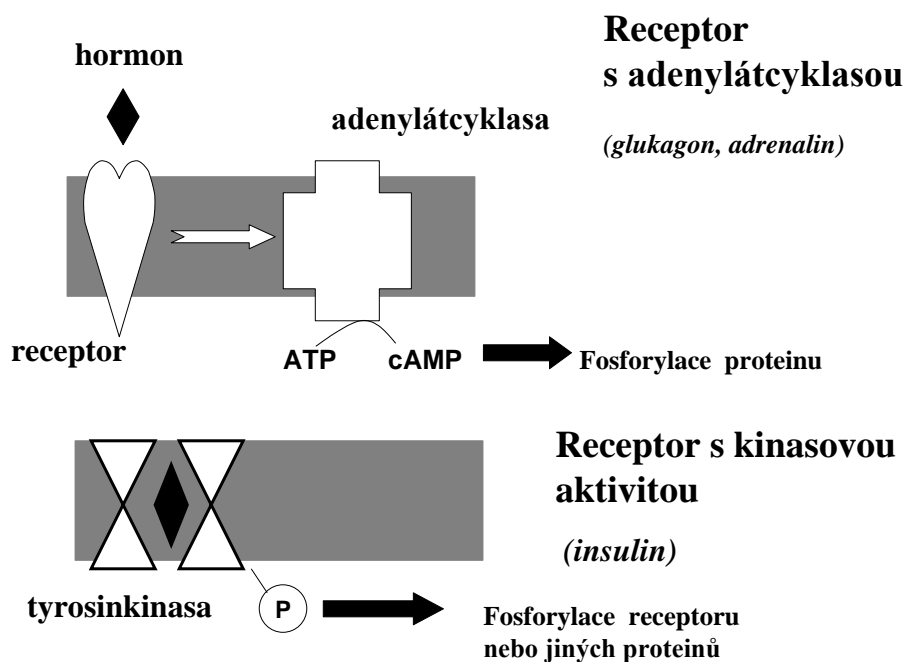 Receptor
s adenylátcyklasou
(glukagon, adrenalin)
hormon
adenylátcyklasa
receptor
ATP
cAMP
Fosforylace proteinu
Receptor s kinasovou
aktivitou
(insulin)
tyrosinkinasa
P
Fosforylace receptoru
nebo jiných proteinů